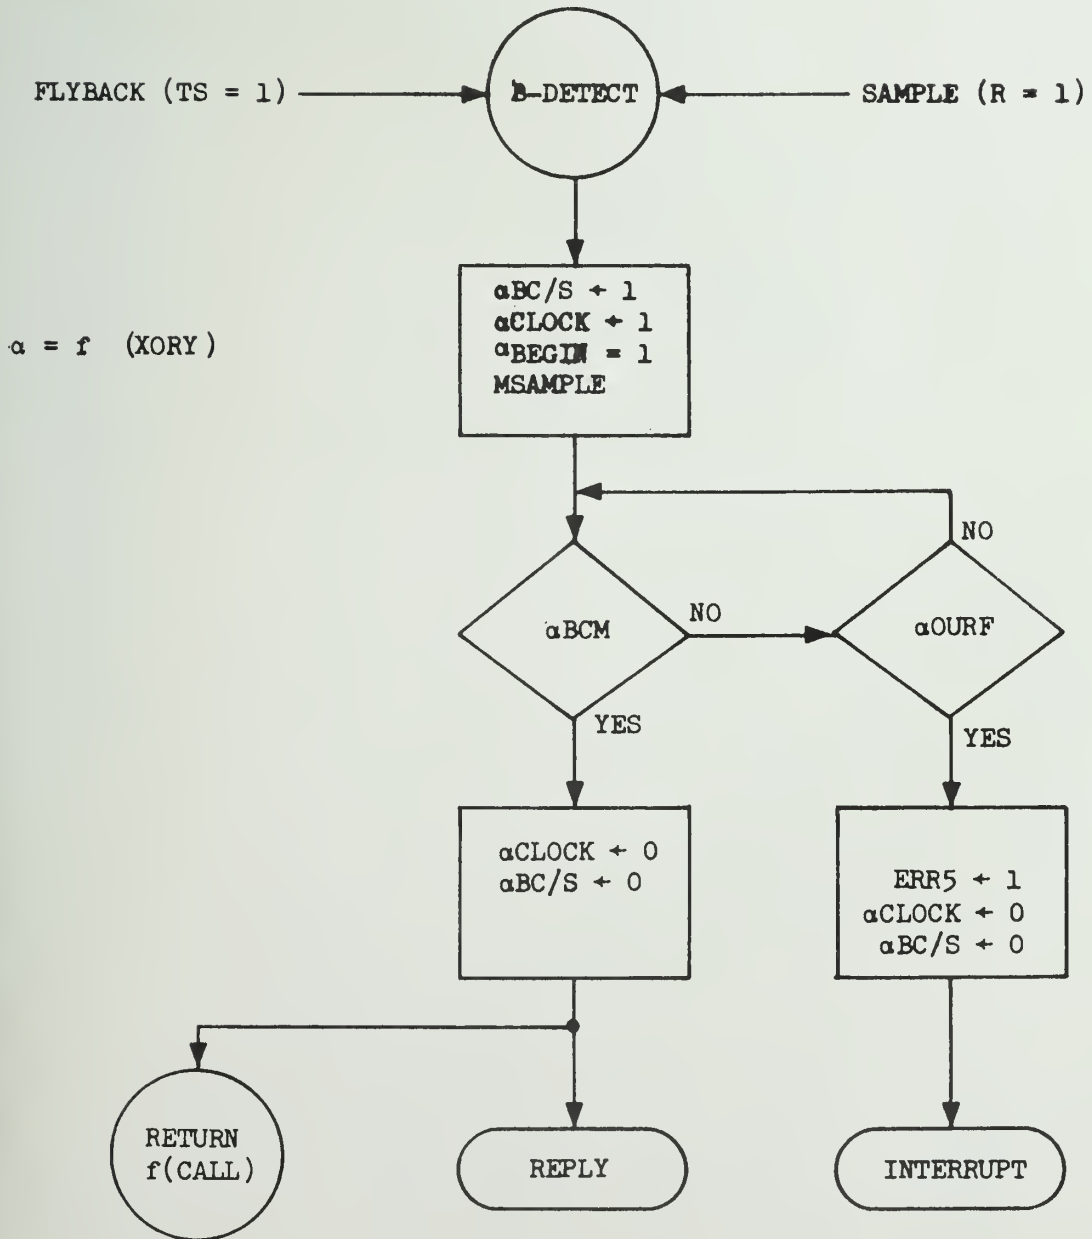 FLYBACK (TS = 1)
B-DETECT
SAMPLE (R = 1)
αBC/S ← 1
αCLOCK ← 1
αBEGIN = 1
MSAMPLE
α = f (XORY)
NO
αBCM
NO
αOURF
YES
YES
αCLOCK ← 0
αBC/S ← 0
ERR5 ← 1
αCLOCK ← 0
αBC/S ← 0
RETURN
f(CALL)
REPLY
INTERRUPT